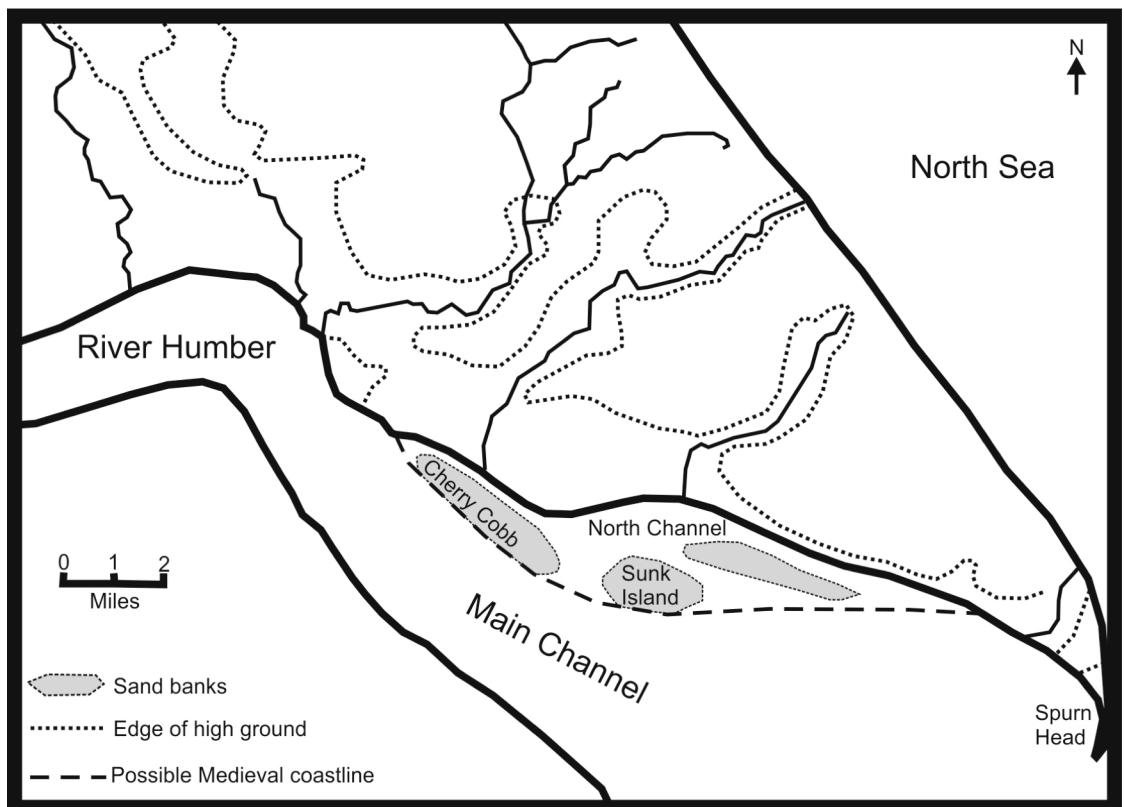 N
North Sea
River Humber
Cherry Cobb
North Channel
Sunk
Island
Main Channel
0 1 2
Miles
Sand banks
Edge of high ground
Possible Medieval coastline
Spurn
Head